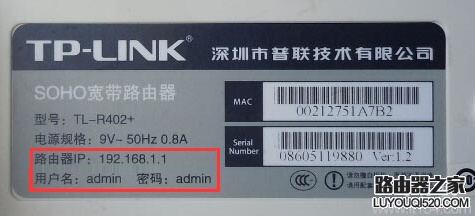 TP-LINK® 深圳市普联技术有限公司
SOHO宽带路由器
型号: TL-R402+
电源规格: 9V~ 50Hz 0.8A
路由器IP: 192.168.1.1
用户名: admin 密码: admin
MAC
00212751A7B2
Serial Number
08605119880 Ver:1.2
路由器之家